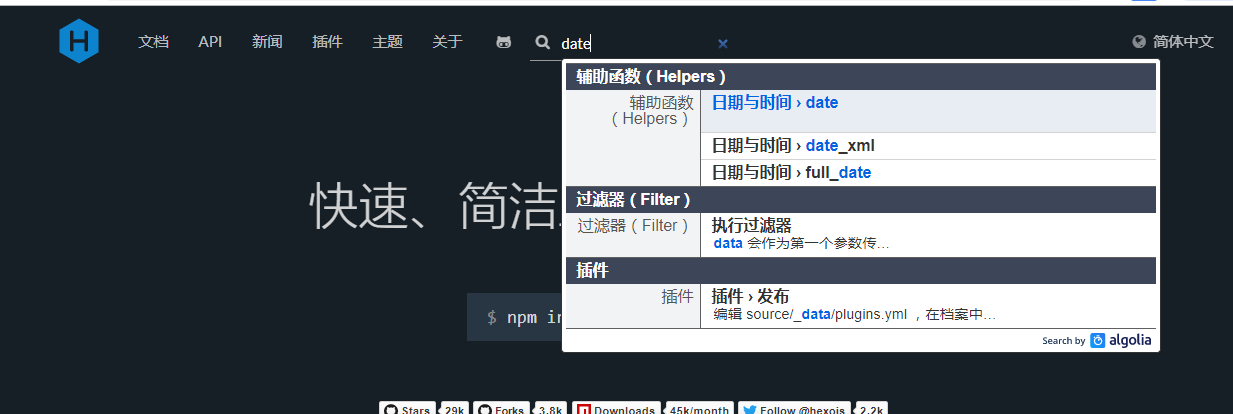 H
文档 API 新闻 插件 主题 关于 date × 简体中文
辅助函数（Helpers）
辅助函数（Helpers）
日期与时间 › date
日期与时间 › date_xml
日期与时间 › full_date
过滤器（Filter）
过滤器（Filter）
执行过滤器
data 会作为第一个参数传…
插件
插件
插件 › 发布
编辑 source/_data/plugins.yml ，在档案中…
Search by algolia
快速、简洁
$ npm in
Stars 29k Forks 3.8k Downloads 45k/month Follow @hexojs 2.2k